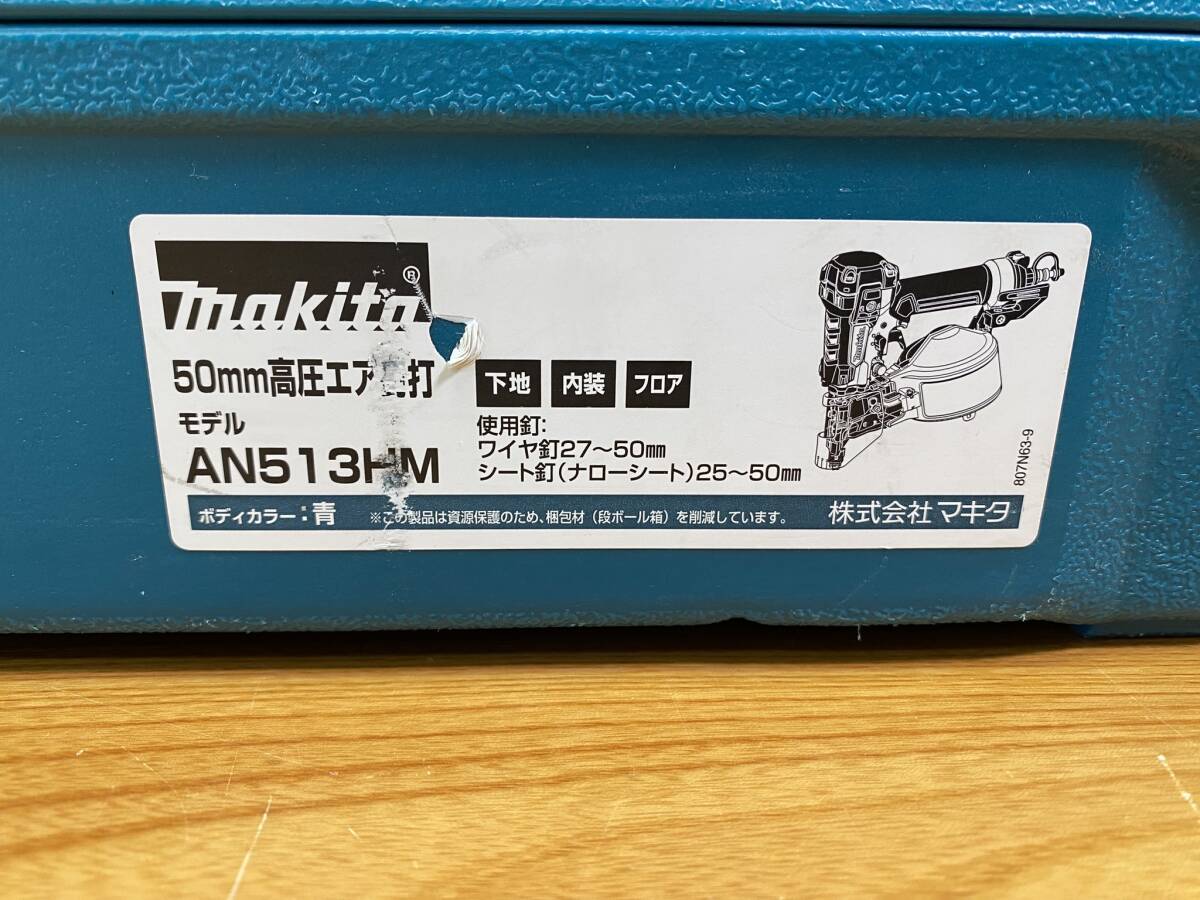 makita®
50mm高圧エア釘打
モデル
AN513HM
下地 内装 フロア
使用釘:
ワイヤ釘27～50mm
シート釘(ナローシート)25～50mm
ボディカラー:青
※この製品は資源保護のため、梱包材(段ボール箱)を削減しています。
株式会社マキタ
807N63-9
makita